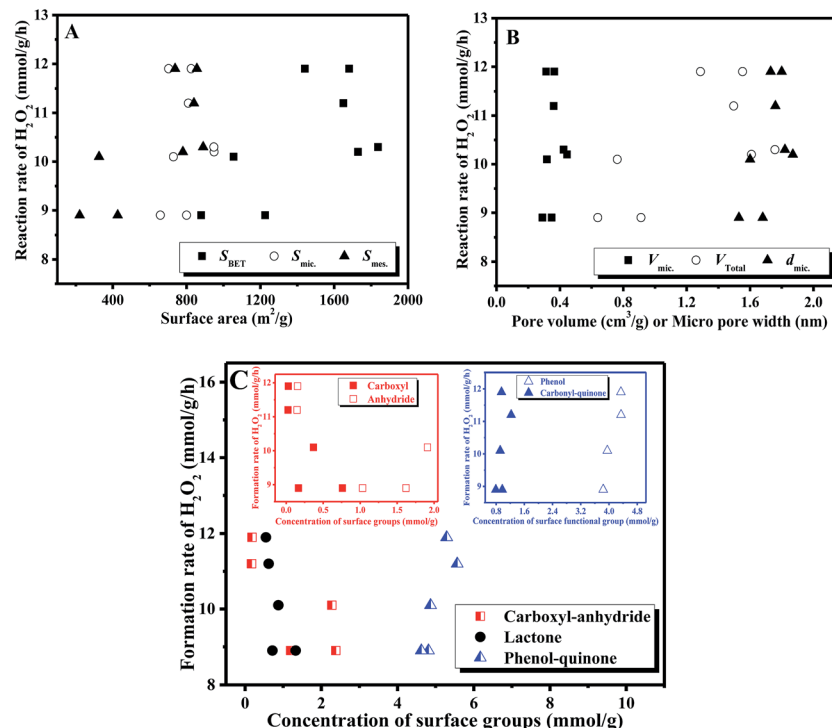 A
Reaction rate of H2O2 (mmol/g/h)
13
12
11
10
9
8
SBET Smic. Smes.
400 800 1200 1600 2000
Surface area (m2/g)
B
Reaction rate of H2O2 (mmol/g/h)
13
12
11
10
9
8
Vmic. VTotal dmic.
0.0 0.4 0.8 1.2 1.6 2.0
Pore volume (cm3/g) or Micro pore width (nm)
C
Formation rate of H2O2 (mmol/g/h)
16
14
12
10
8
Formation rate of H2O2 (mmol/g/h)
12
11
10
9
Carboxyl
Anhydride
0.0 0.5 1.0 1.5 2.0
Concentration of surface groups (mmol/g)
Formation rate of H2O2 (mmol/g/h)
12
11
10
9
Phenol
Carbonyl-quinone
0.8 1.6 2.4 3.2 4.0 4.8
Concentration of surface functional group (mmol/g)
Carboxyl-anhydride
Lactone
Phenol-quinone
0 2 4 6 8 10
Concentration of surface groups (mmol/g)